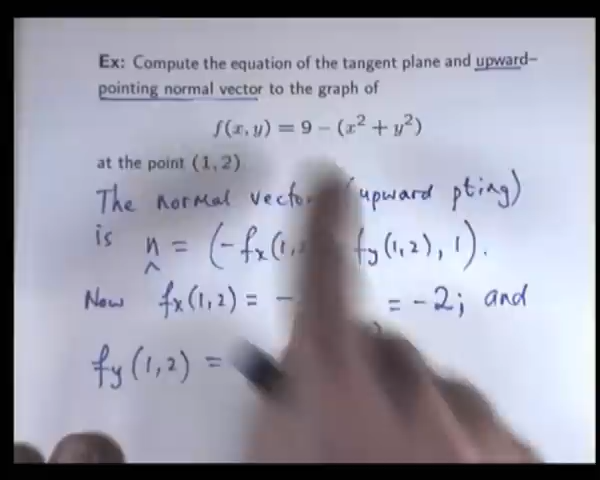 Ex: Compute the equation of the tangent plane and upward-
pointing normal vector to the graph of
f(x, y) = 9 − (x² + y²)
at the point (1, 2)
The normal (upward pting)
is n = (-fx(1, fy(1,2), 1).
Now fx(1,2) = - = -2; and
fy(1,2) =